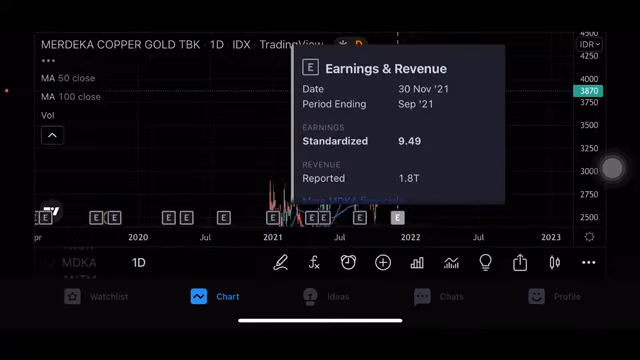 MERDEKA COPPER GOLD TBK · 1D · IDX · TradingView
D
MA 50 close
MA 100 close
Vol
E Earnings & Revenue
Date 30 Nov '21
Period Ending Sep '21
EARNINGS
Standardized 9.49
REVENUE
Reported 1.8T
4500
IDR
4250
4000
3870
3750
3500
3250
3000
2750
2500
E E E E E E E E E E E
2020 Jul 2021 Jul 2022 Jul 2023
MDKA 1D
Watchlist Chart Ideas Chats Profile